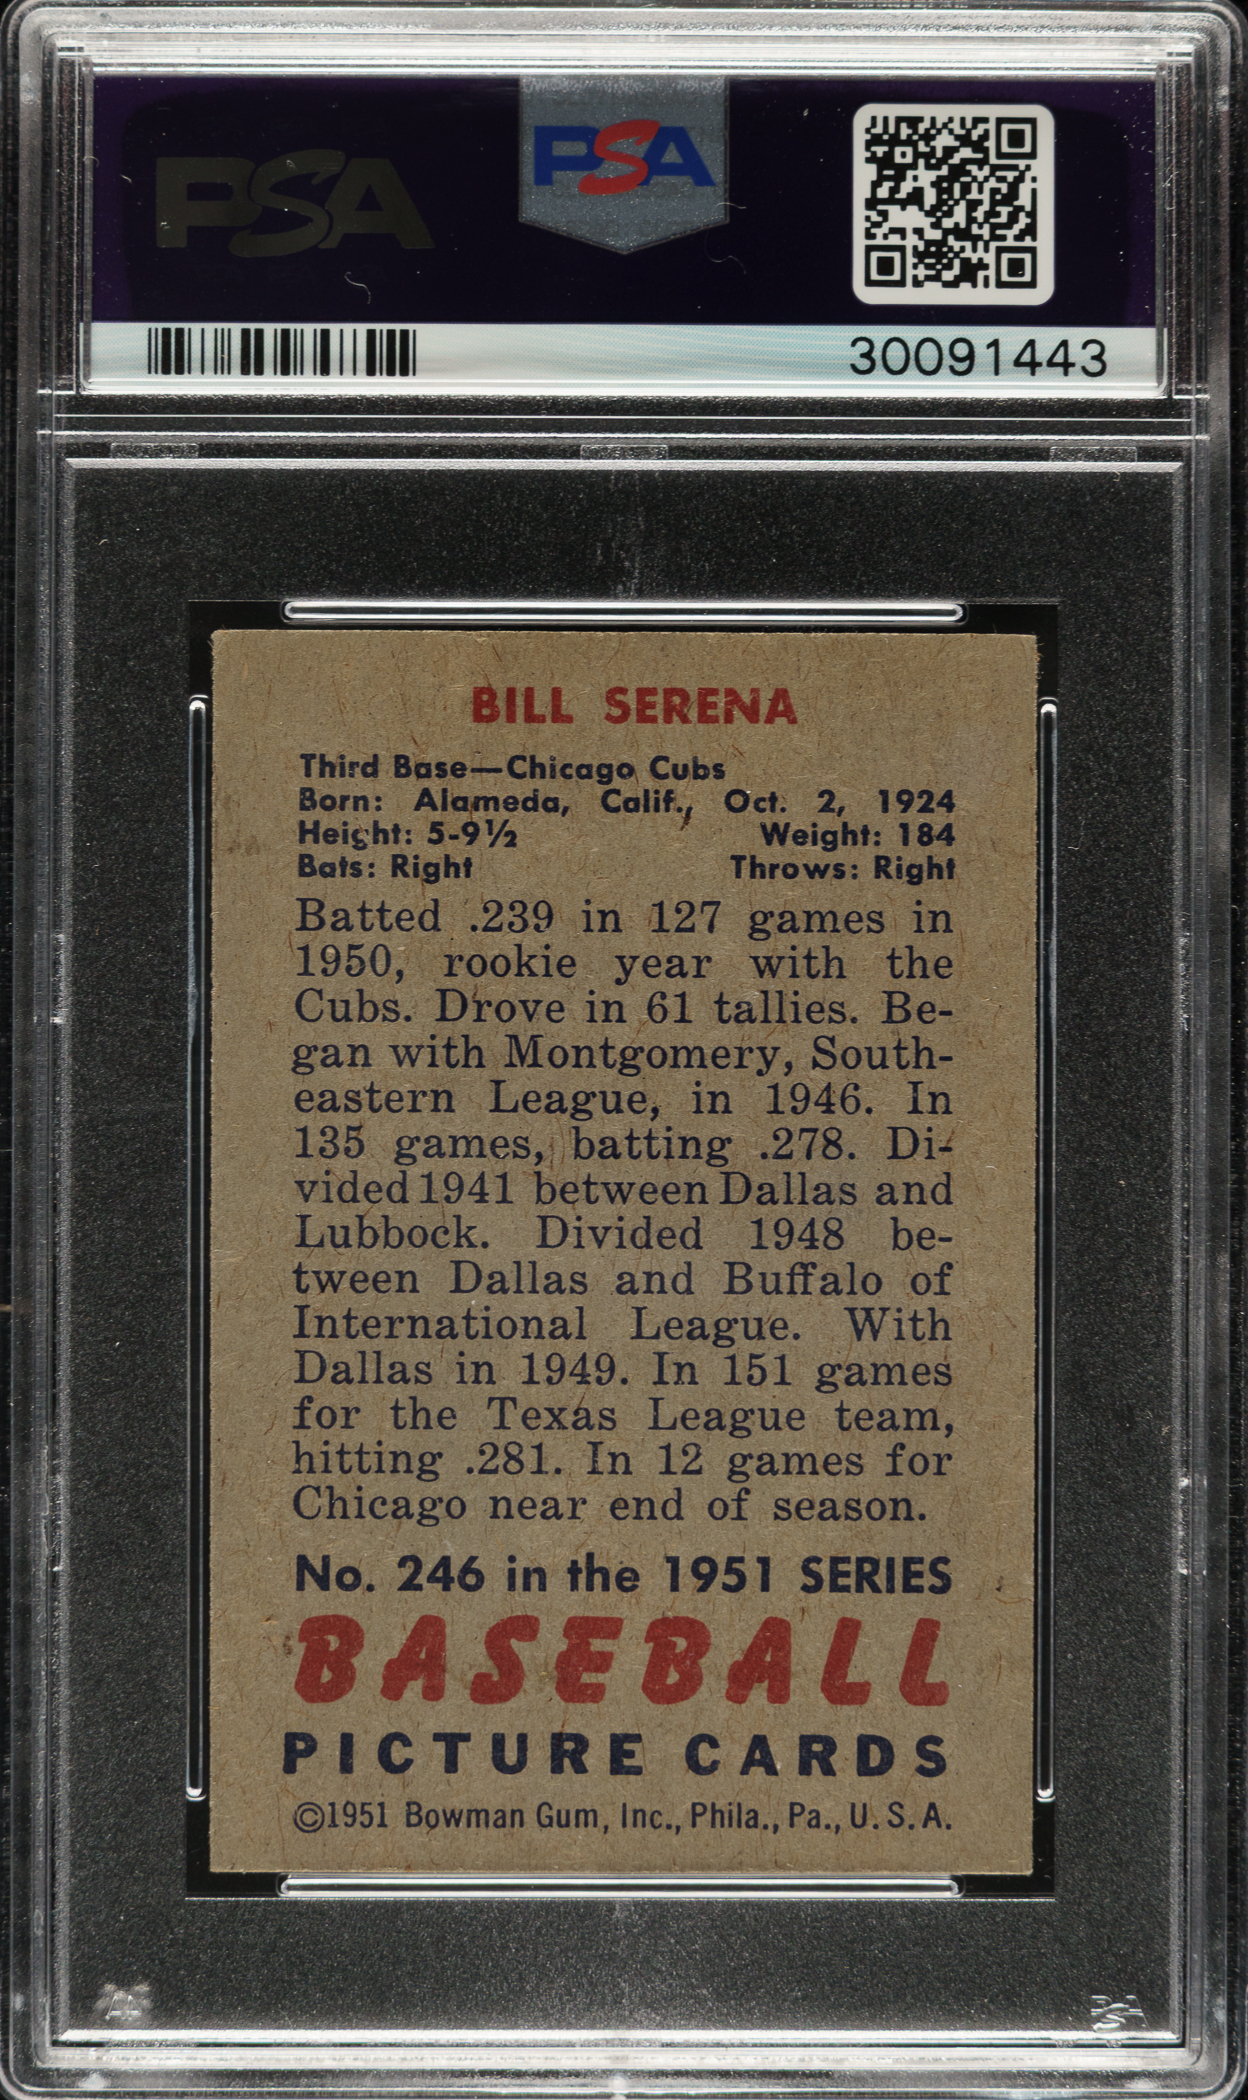 PSA
PSA
30091443
BILL SERENA
Third Base—Chicago Cubs
Born: Alameda, Calif., Oct. 2, 1924
Height: 5-9½ Weight: 184
Bats: Right Throws: Right
Batted .239 in 127 games in
1950, rookie year with the
Cubs. Drove in 61 tallies. Be-
gan with Montgomery, South-
eastern League, in 1946. In
135 games, batting .278. Di-
vided 1941 between Dallas and
Lubbock. Divided 1948 be-
tween Dallas and Buffalo of
International League. With
Dallas in 1949. In 151 games
for the Texas League team,
hitting .281. In 12 games for
Chicago near end of season.
No. 246 in the 1951 SERIES
BASEBALL
PICTURE CARDS
©1951 Bowman Gum, Inc., Phila., Pa., U.S.A.
PSA